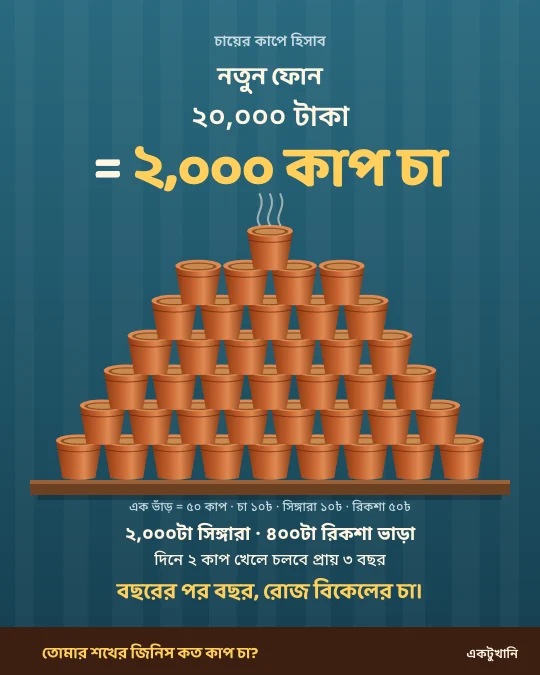 চায়ের কাপে হিসাব
নতুন ফোন
২০,০০০ টাকা
= ২,০০০ কাপ চা
এক ভাঁড় = ৫০ কাপ · চা ১০৳ · সিঙ্গারা ১০৳ · রিকশা ৫০৳
২,০০০টা সিঙ্গারা · ৪০০টা রিকশা ভাড়া
দিনে ২ কাপ খেলে চলবে প্রায় ৩ বছর
বছরের পর বছর, রোজ বিকেলের চা।
তোমার শখের জিনিস কত কাপ চা?
একটুখানি